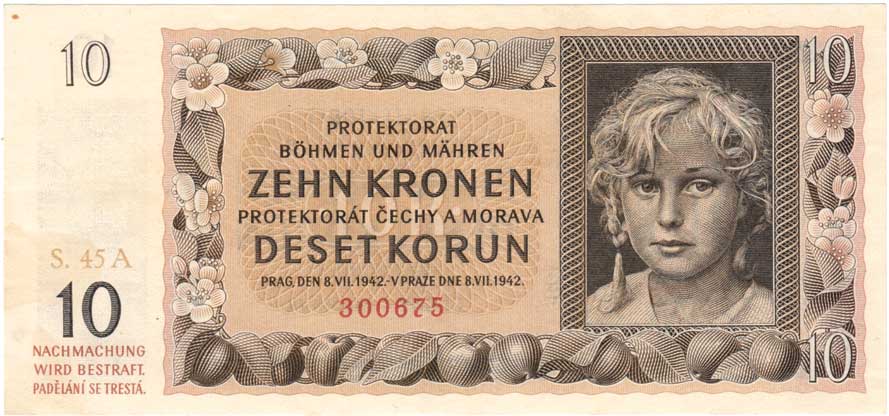 10
10
PROTEKTORAT
BÖHMEN UND MÄHREN
ZEHN KRONEN
PROTEKTORÁT ČECHY A MORAVA
DESET KORUN
PRAG, DEN 8. VII. 1942. - V PRAZE DNE 8. VII. 1942.
300675
S. 45 A
10
NACHMACHUNG
WIRD BESTRAFT.
PADĚLÁNÍ SE TRESTÁ.
10